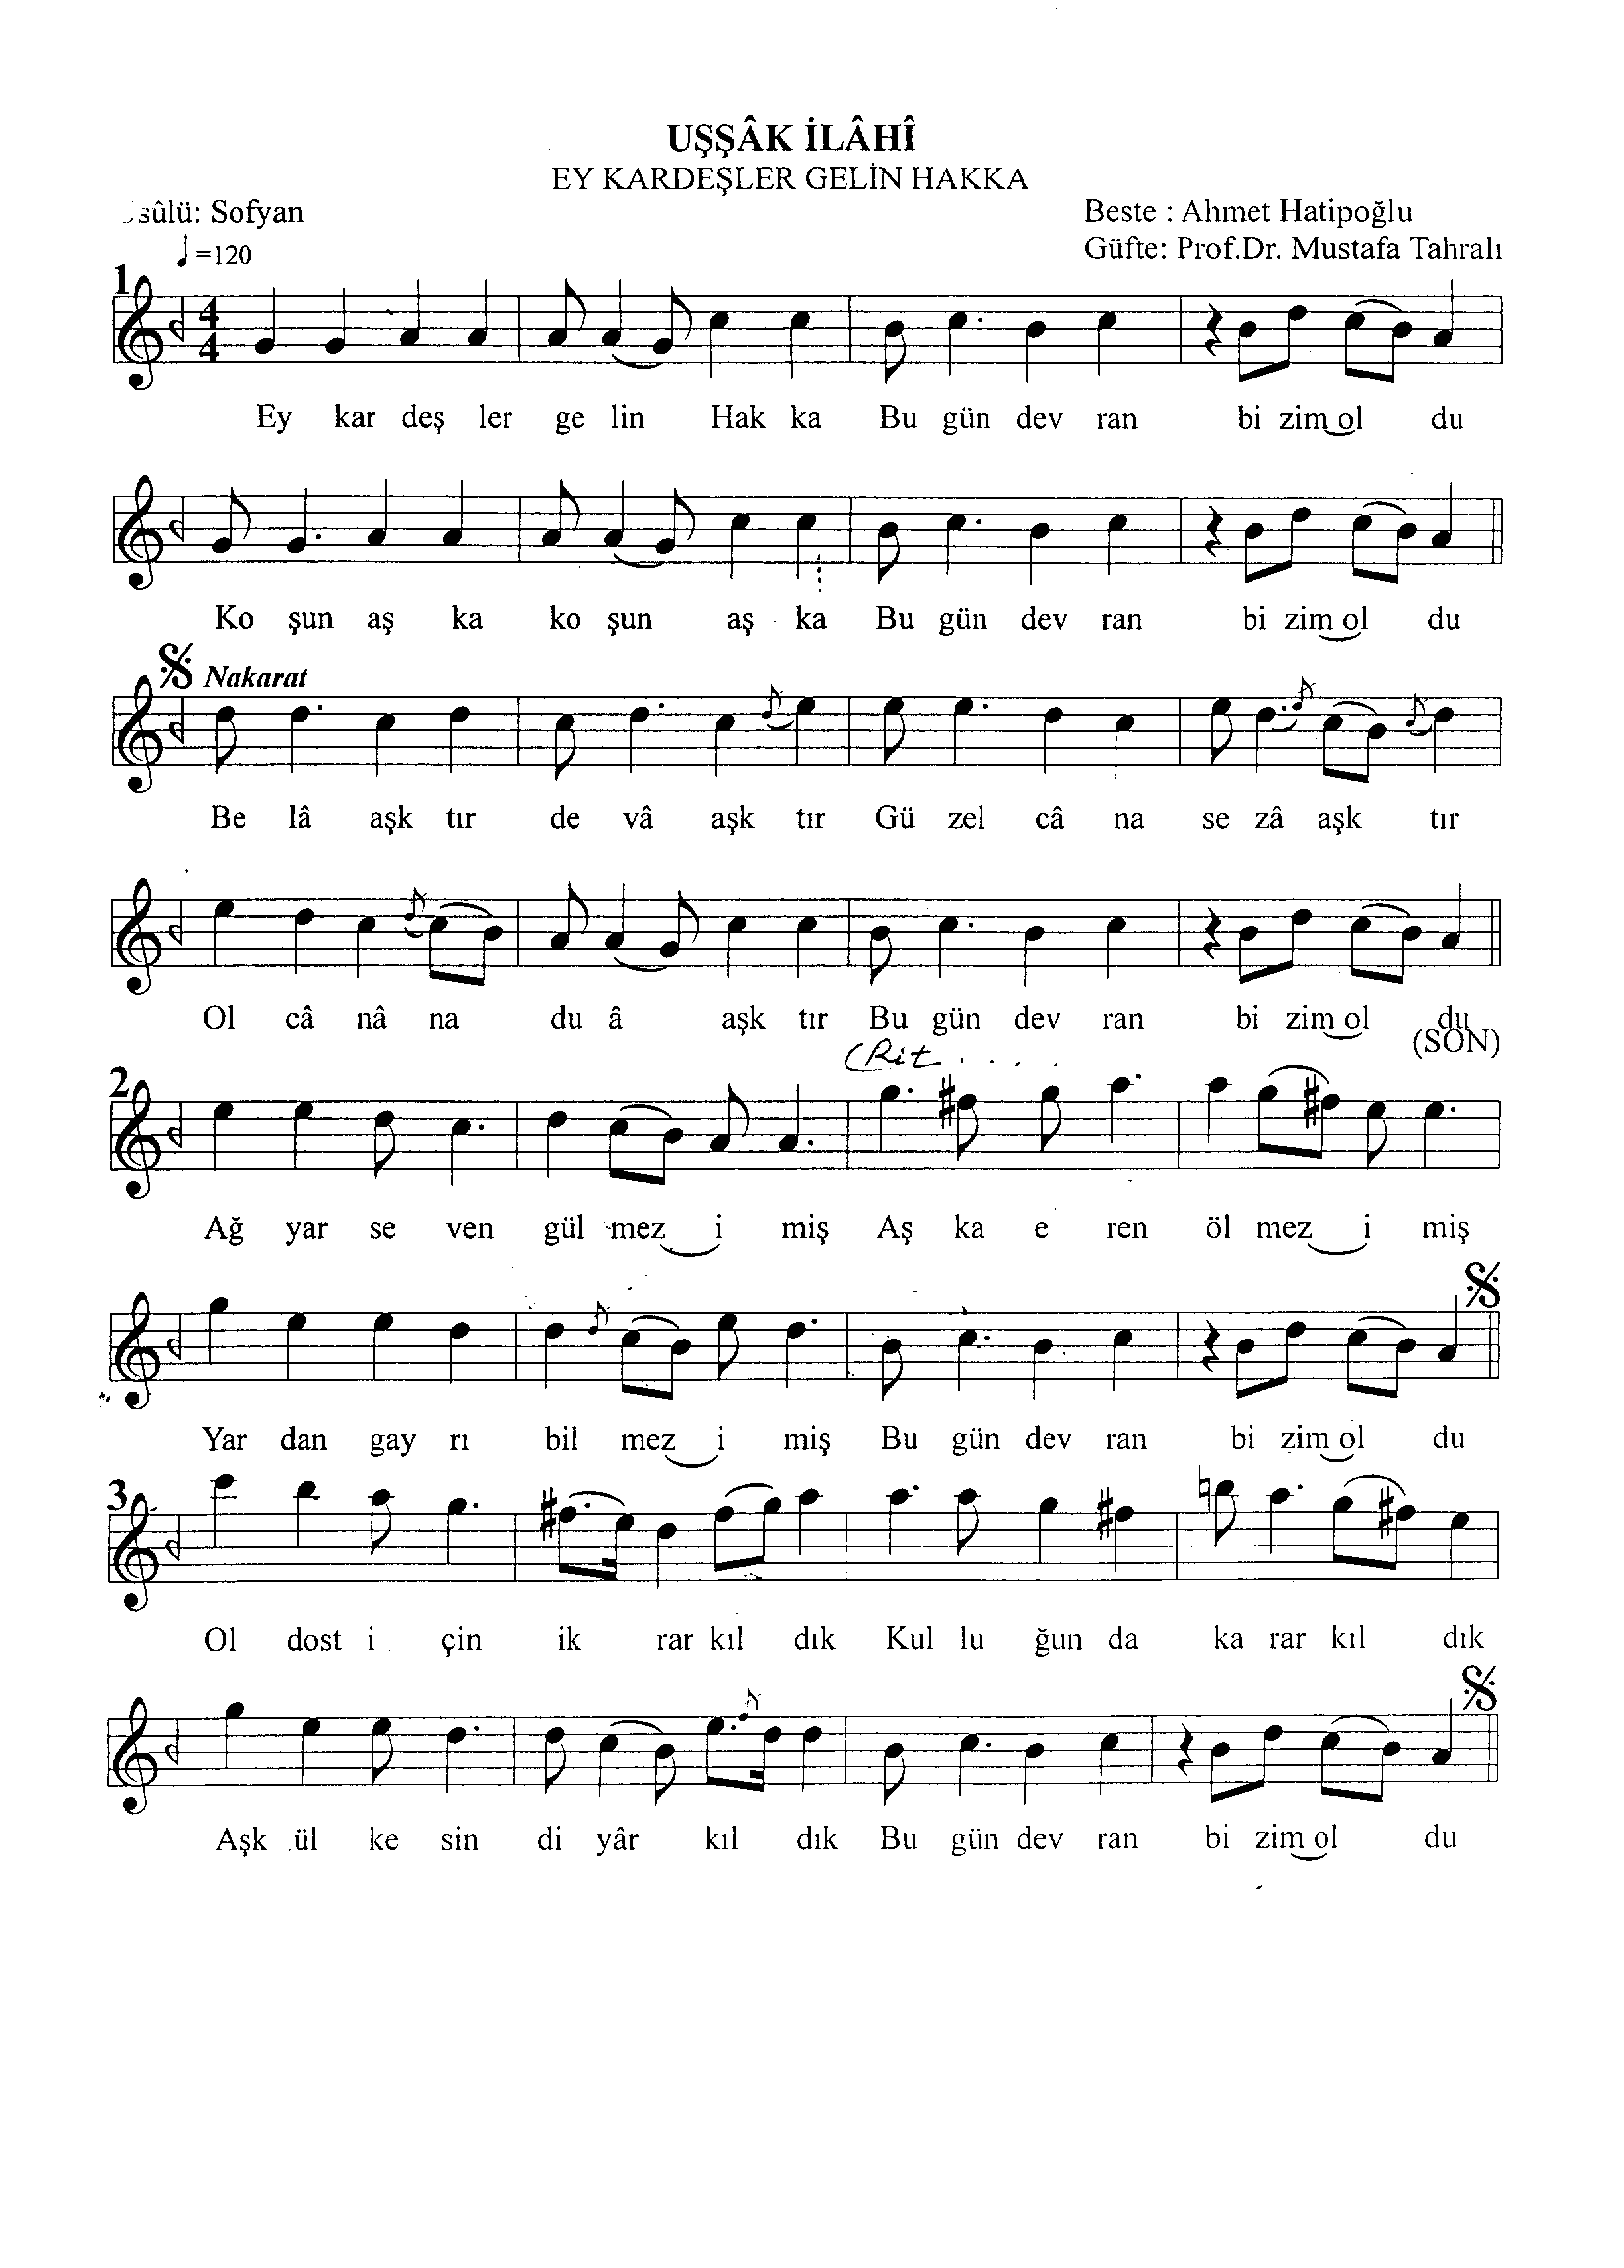 UŞŞÂK İLÂHÎ
EY KARDEŞLER GELİN HAKKA
sûlü: Sofyan
Beste : Ahmet Hatipoğlu
=120
Güfte: Prof.Dr. Mustafa Tahralı
1
4
4
Ey kar deş ler ge lin Hak ka Bu gün dev ran bi zim ol du
Ko şun aş ka ko şun aş ka Bu gün dev ran bi zim ol du
Nakarat
Be lâ aşk tır de vâ aşk tır Gü zel câ na se zâ aşk tır
Ol câ nâ na du â aşk tır Bu gün dev ran bi zim ol du
(SON)
(Rit . . . .
2
Ağ yar se ven gül mez i miş Aş ka e ren öl mez i miş
Yar dan gay rı bil mez i miş Bu gün dev ran bi zim ol du
3
Ol dost i çin ik rar kıl dık Kul lu ğun da ka rar kıl dık
Aşk ül ke sin di yâr kıl dık Bu gün dev ran bi zim ol du